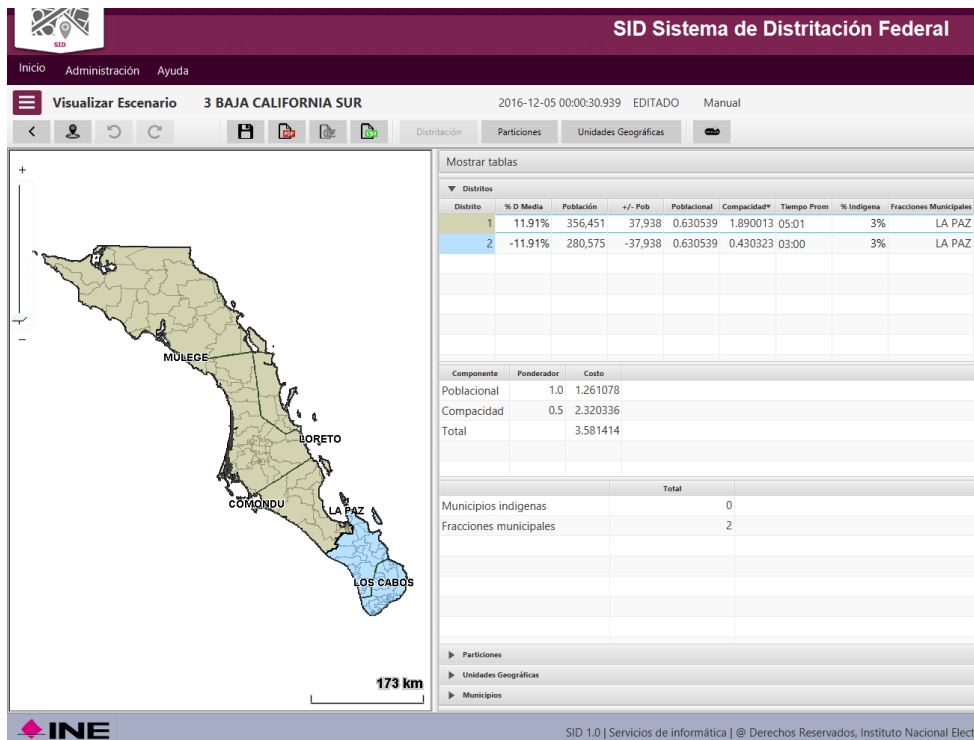 SID
SID Sistema de Distritación Federal
Inicio Administración Ayuda
Visualizar Escenario 3 BAJA CALIFORNIA SUR 2016-12-05 00:00:30.939 EDITADO Manual
PDF CSV Distritación Particiones Unidades Geográficas
Mostrar tablas
Distritos
Distrito % D Media Población +/- Pob Poblacional Compacidad▼ Tiempo Prom % Indigena Fracciones Municipales
1 11.91% 356,451 37,938 0.630539 1.890013 05:01 3% LA PAZ
2 -11.91% 280,575 -37,938 0.630539 0.430323 03:00 3% LA PAZ
Componente Ponderador Costo
Poblacional 1.0 1.261078
Compacidad 0.5 2.320336
Total 3.581414
Total
Municipios indigenas 0
Fracciones municipales 2
Particiones
Unidades Geográficas
Municipios
+
−
MULEGE
LORETO
COMONDU
LA PAZ
LOS CABOS
173 km
INE
SID 1.0 | Servicios de informática | @ Derechos Reservados, Instituto Nacional Elect